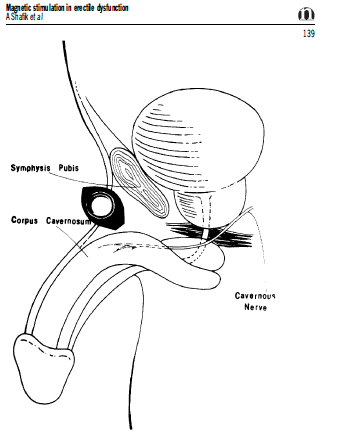 Magnetic stimulation in erectile dysfunction
A Shafik et al
139
Symphysis Pubis
Corpus Cavernosum
Cavernous
Nerve